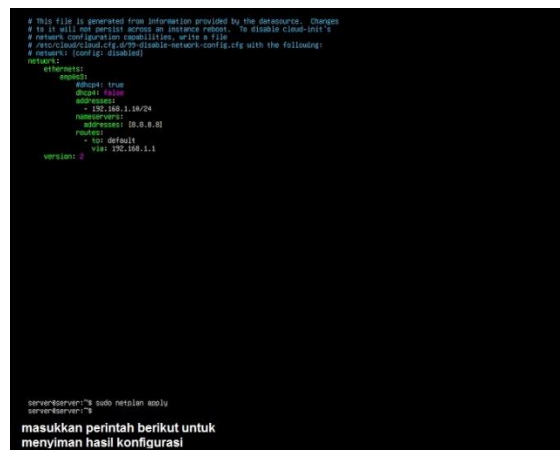 # This file is generated from information provided by the datasource.  Changes
# to it will not persist across an instance reboot.  To disable cloud-init's
# network configuration capabilities, write a file
# /etc/cloud/cloud.cfg.d/99-disable-network-config.cfg with the following:
# network: {config: disabled}
network:
    ethernets:
        enp0s3:
            #dhcp4: true
            dhcp4: false
            addresses:
              - 192.168.1.10/24
            nameservers:
              addresses: [8.8.8.8]
            routes:
              - to: default
                via: 192.168.1.1
    version: 2
server@server:~$ sudo netplan apply
server@server:~$
masukkan perintah berikut untuk
menyiman hasil konfigurasi